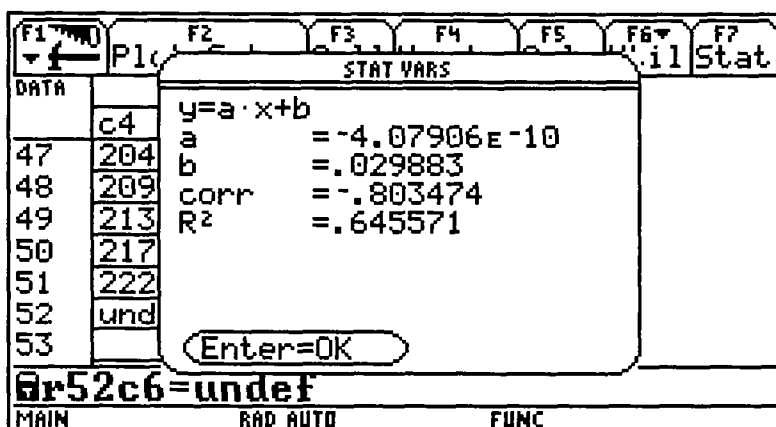 F1 F2 F3 F4 F5 F6▾ F7
Stat
STAT VARS
DATA
y=a·x+b
c4
a =⁻4.07906ᴇ⁻10
47 204
b =.029883
48 209
corr =⁻.803474
49 213
R² =.645571
50 217
51 222
52 und
53
Enter=OK
r52c6=undef
MAIN RAD AUTO FUNC